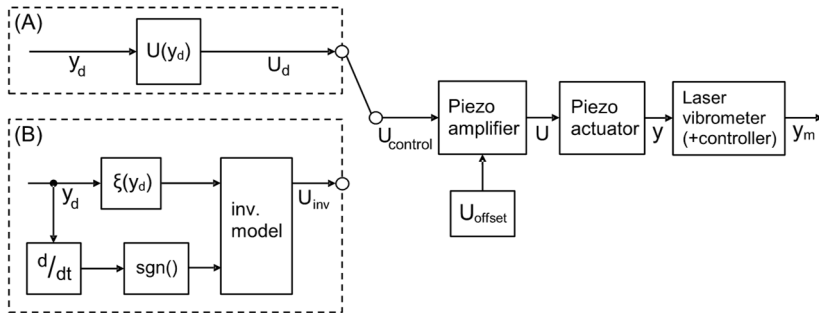 (A)
y_d
U(y_d)
U_d
(B)
y_d
ξ(y_d)
d/dt
sgn()
inv.
model
U_inv
U_control
Piezo
amplifier
U_offset
U
Piezo
actuator
y
Laser
vibrometer
(+controller)
y_m